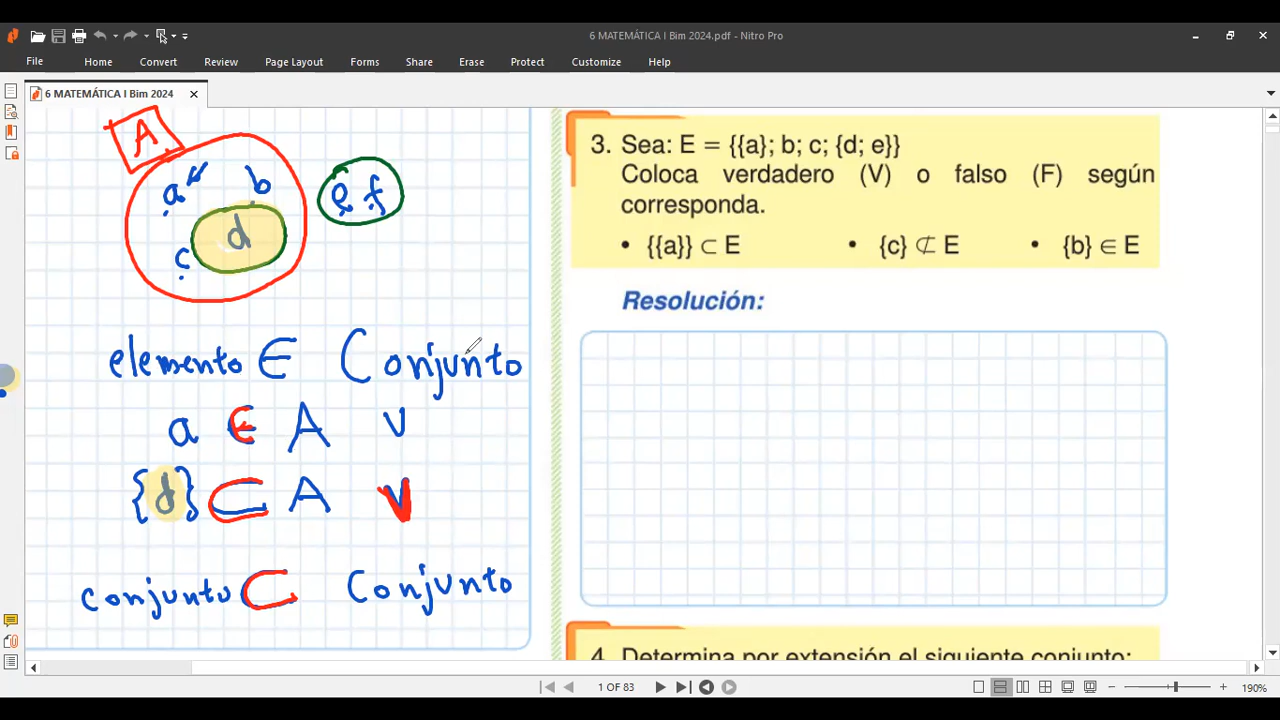 6 MATEMÁTICA I Bim 2024.pdf - Nitro Pro
File Home Convert Review Page Layout Forms Share Erase Protect Customize Help
6 MATEMÁTICA I Bim 2024
A
a b
c d
e f
elemento ∈ Conjunto
a ∈ A V
{d} ⊂ A V
conjunto ⊂ Conjunto
3. Sea: E = {{a}; b; c; {d; e}}
Coloca verdadero (V) o falso (F) según
corresponda.
• {{a}} ⊂ E • {c} ⊄ E • {b} ∈ E
Resolución:
4. Determina por extensión el siguiente conjunto:
1 OF 83
190%